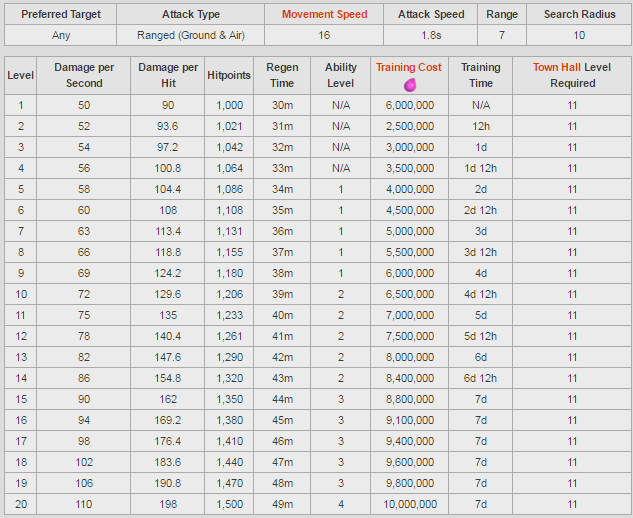 Preferred Target Attack Type Movement Speed Attack Speed Range Search Radius
Any Ranged (Ground & Air) 16 1.8s 7 10
Level Damage per Second Damage per Hit Hitpoints Regen Time Ability Level Training Cost Training Time Town Hall Level Required
1 50 90 1,000 30m N/A 6,000,000 N/A 11
2 52 93.6 1,021 31m N/A 2,500,000 12h 11
3 54 97.2 1,042 32m N/A 3,000,000 1d 11
4 56 100.8 1,064 33m N/A 3,500,000 1d 12h 11
5 58 104.4 1,086 34m 1 4,000,000 2d 11
6 60 108 1,108 35m 1 4,500,000 2d 12h 11
7 63 113.4 1,131 36m 1 5,000,000 3d 11
8 66 118.8 1,155 37m 1 5,500,000 3d 12h 11
9 69 124.2 1,180 38m 1 6,000,000 4d 11
10 72 129.6 1,206 39m 2 6,500,000 4d 12h 11
11 75 135 1,233 40m 2 7,000,000 5d 11
12 78 140.4 1,261 41m 2 7,500,000 5d 12h 11
13 82 147.6 1,290 42m 2 8,000,000 6d 11
14 86 154.8 1,320 43m 2 8,400,000 6d 12h 11
15 90 162 1,350 44m 3 8,800,000 7d 11
16 94 169.2 1,380 45m 3 9,100,000 7d 11
17 98 176.4 1,410 46m 3 9,400,000 7d 11
18 102 183.6 1,440 47m 3 9,600,000 7d 11
19 106 190.8 1,470 48m 3 9,800,000 7d 11
20 110 198 1,500 49m 4 10,000,000 7d 11